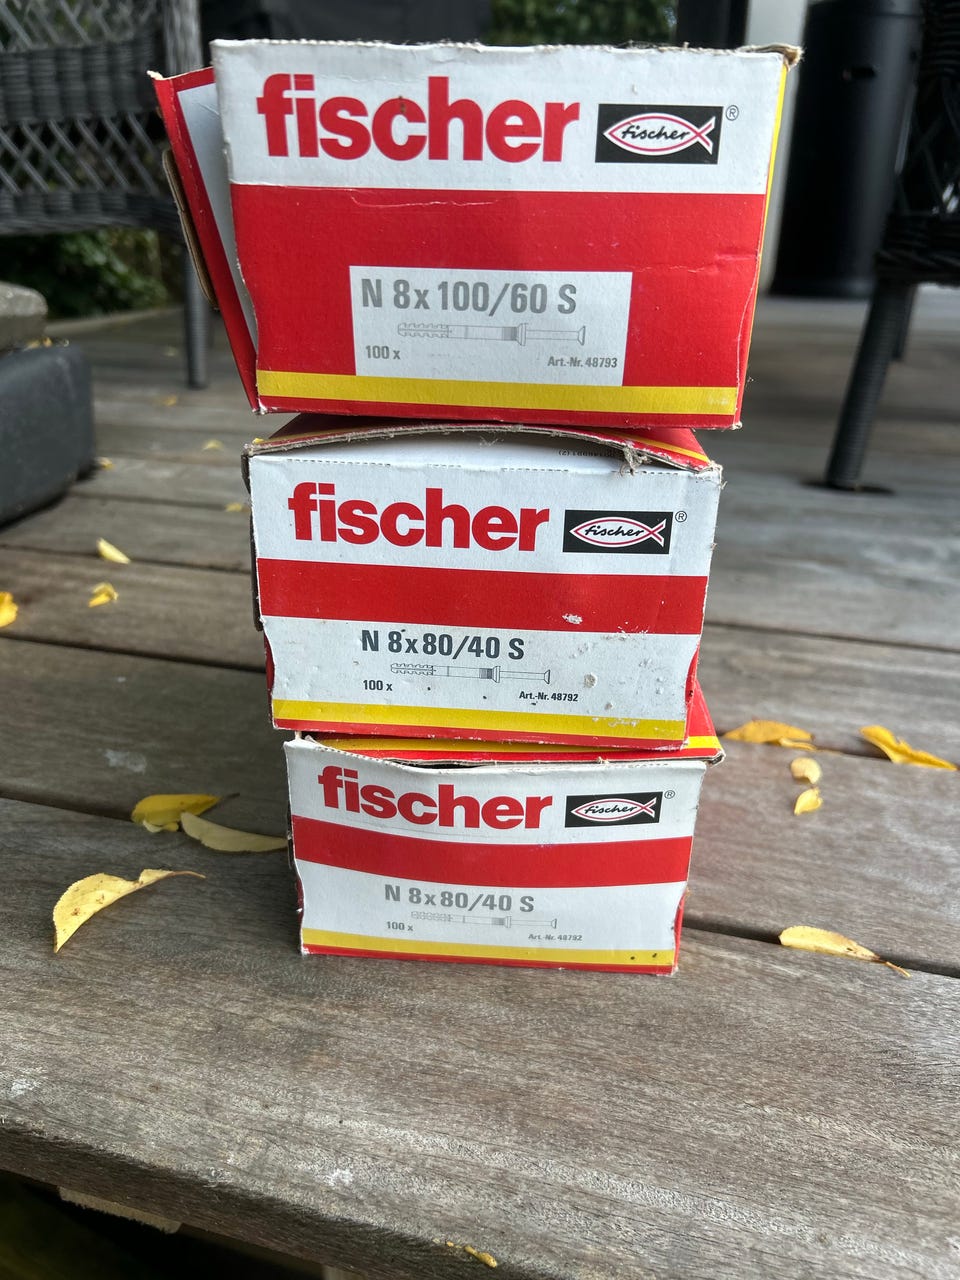 fischer fischer ®
N 8x100/60 S
100 x Art.-Nr. 48793
fischer fischer ®
N 8x80/40 S
100 x Art.-Nr. 48792
fischer fischer ®
N 8x80/40 S
100 x Art.-Nr. 48792